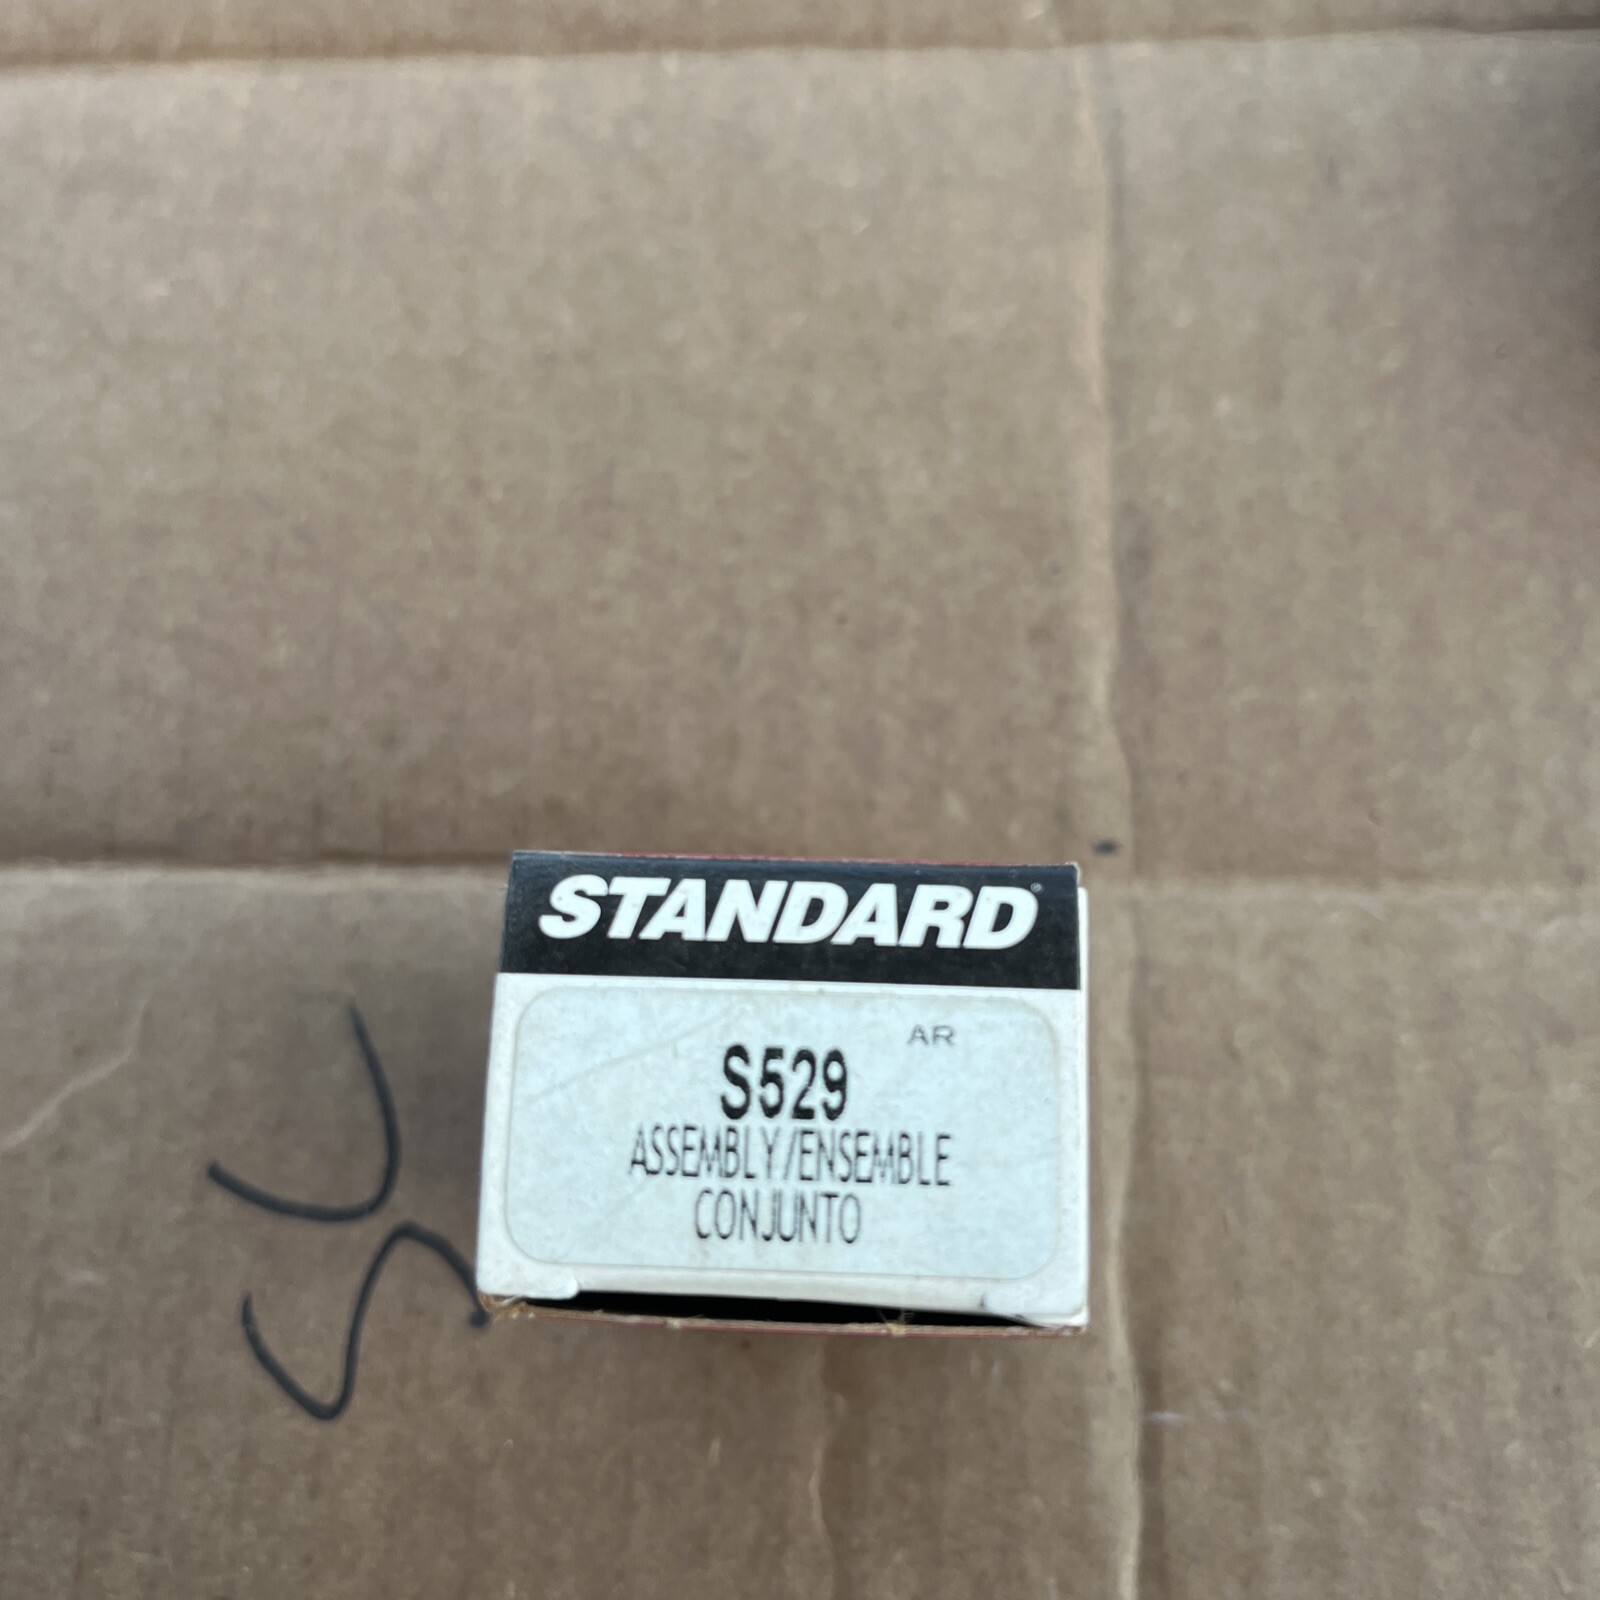 STANDARD®
AR
S529
ASSEMBLY/ENSEMBLE
CONJUNTO